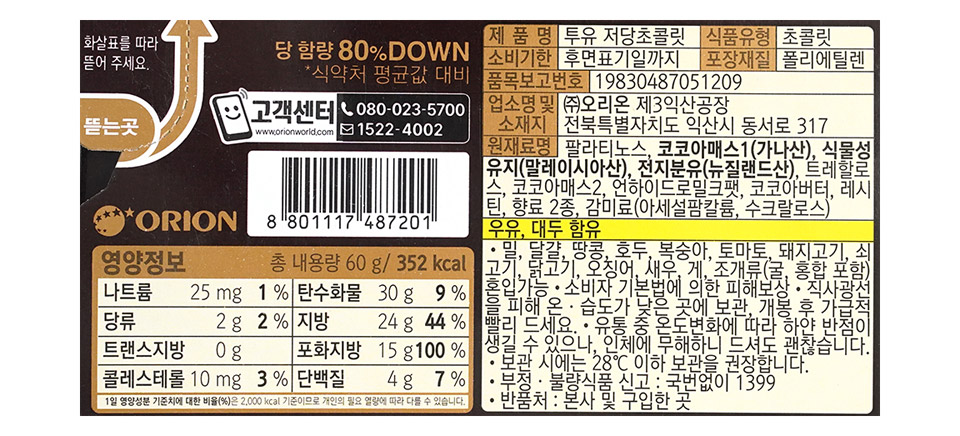 화살표를 따라
뜯어 주세요.
뜯는곳
당 함량 80%DOWN
*식약처 평균값 대비
고객센터
www.orionworld.com
080-023-5700
1522-4002
ORION
8 801117 487201
영양정보 총 내용량 60 g/ 352 kcal
나트륨 25 mg 1 % 탄수화물 30 g 9 %
당류 2 g 2 % 지방 24 g 44 %
트랜스지방 0 g 포화지방 15 g 100 %
콜레스테롤 10 mg 3 % 단백질 4 g 7 %
1일 영양성분 기준치에 대한 비율(%)은 2,000 kcal 기준이므로 개인의 필요 열량에 따라 다를 수 있습니다.
제 품 명 투유 저당초콜릿 식품유형 초콜릿
소비기한 후면표기일까지 포장재질 폴리에틸렌
품목보고번호 19830487051209
업소명 및 ㈜오리온 제3익산공장
소재지 전북특별자치도 익산시 동서로 317
원재료명 팔라티노스, 코코아매스1(가나산), 식물성
유지(말레이시아산), 전지분유(뉴질랜드산), 트레할로
스, 코코아매스2, 언하이드로밀크팻, 코코아버터, 레시
틴, 향료 2종, 감미료(아세설팜칼륨, 수크랄로스)
우유, 대두 함유
• 밀, 달걀, 땅콩, 호두, 복숭아, 토마토, 돼지고기, 쇠
고기, 닭고기, 오징어, 새우, 게, 조개류(굴, 홍합 포함)
혼입가능 • 소비자 기본법에 의한 피해보상 • 직사광선
을 피해 온 · 습도가 낮은 곳에 보관, 개봉 후 가급적
빨리 드세요. • 유통 중 온도변화에 따라 하얀 반점이
생길 수 있으나, 인체에 무해하니 드셔도 괜찮습니다.
• 보관 시에는 28℃ 이하 보관을 권장합니다.
• 부정 · 불량식품 신고 : 국번없이 1399
• 반품처 : 본사 및 구입한 곳